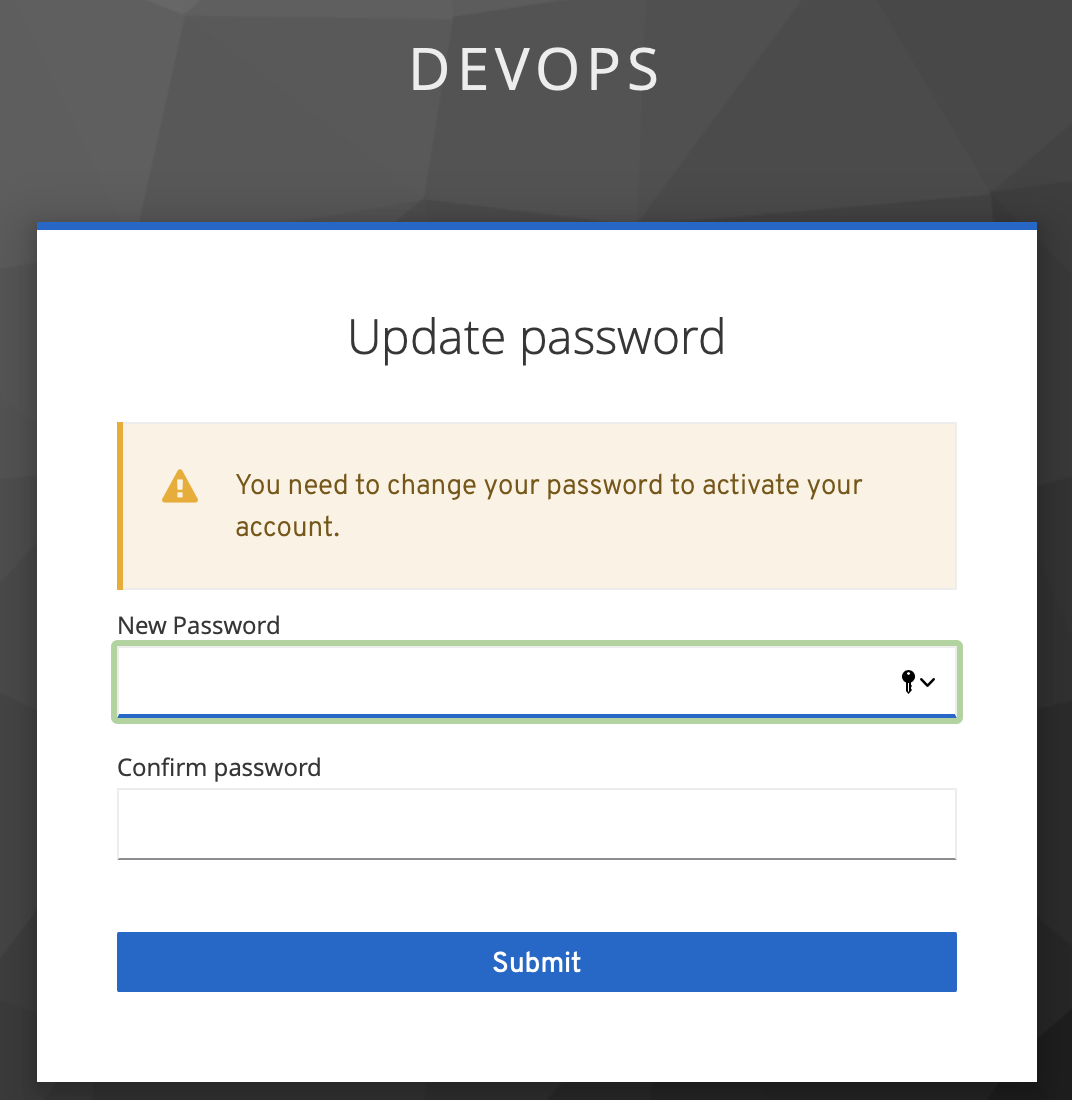 DEVOPS
Update password
You need to change your password to activate your
account.
New Password
Confirm password
Submit